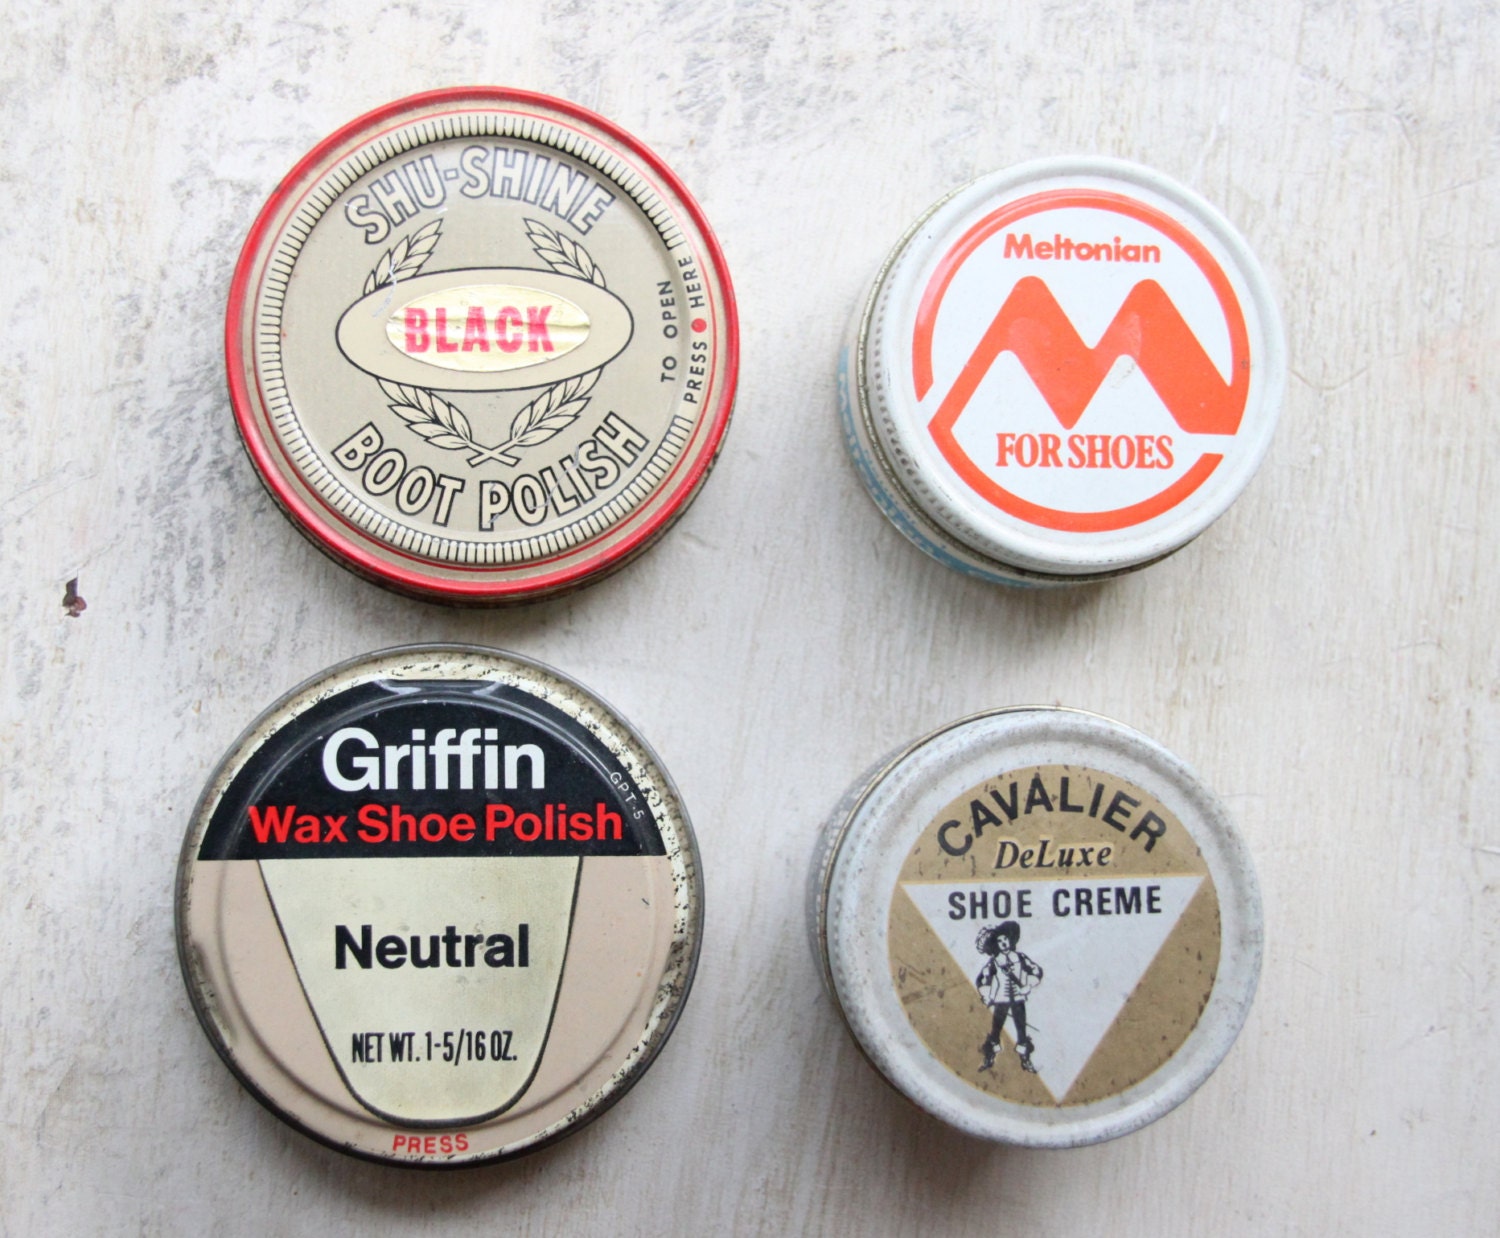 SHU-SHINE
BLACK
BOOT POLISH
TO OPEN
PRESS HERE
Meltonian
FOR SHOES
Griffin
Wax Shoe Polish
GPT-5
Neutral
NET WT. 1-5/16 OZ.
PRESS
CAVALIER
DeLuxe
SHOE CREME